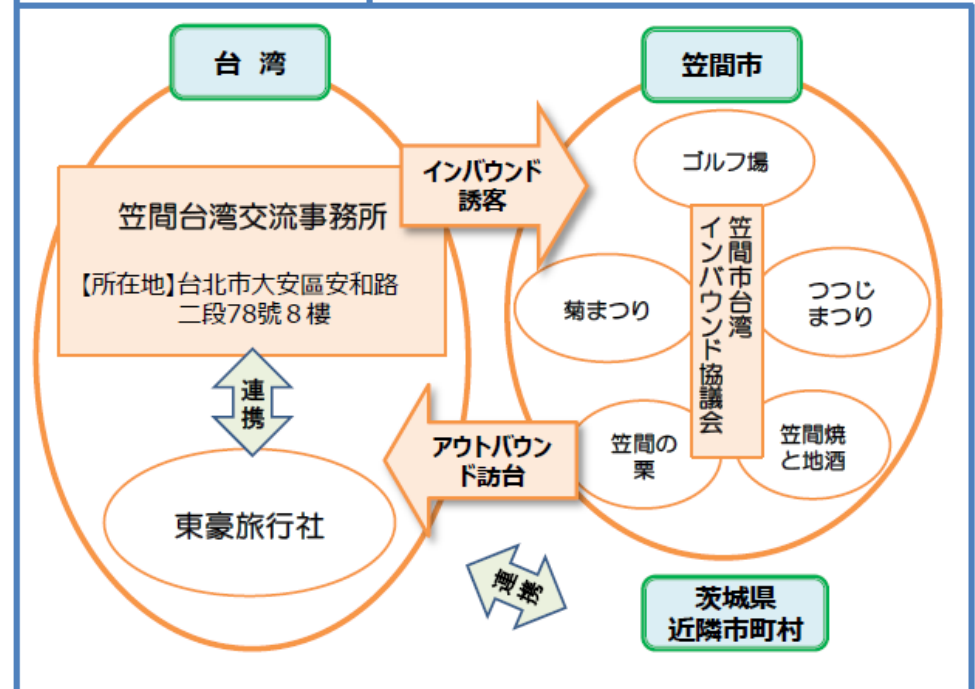 台 湾
笠間台湾交流事務所
【所在地】台北市大安區安和路
二段78號８樓
連
携
東豪旅行社
インバウンド
誘客
アウトバウン
ド訪台
連携
笠間市
ゴルフ場
笠間市台湾
インバウンド協議会
菊まつり
つつじ
まつり
笠間の
栗
笠間焼
と地酒
茨城県
近隣市町村